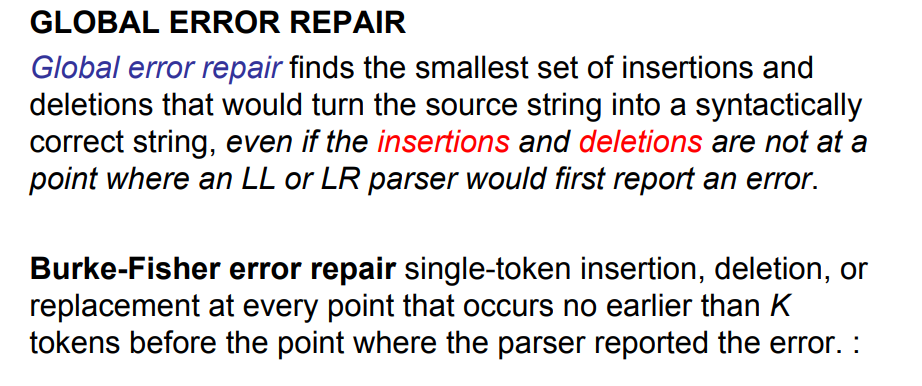 GLOBAL ERROR REPAIR
Global error repair finds the smallest set of insertions and
deletions that would turn the source string into a syntactically
correct string, even if the insertions and deletions are not at a
point where an LL or LR parser would first report an error.
Burke-Fisher error repair single-token insertion, deletion, or
replacement at every point that occurs no earlier than K
tokens before the point where the parser reported the error. :